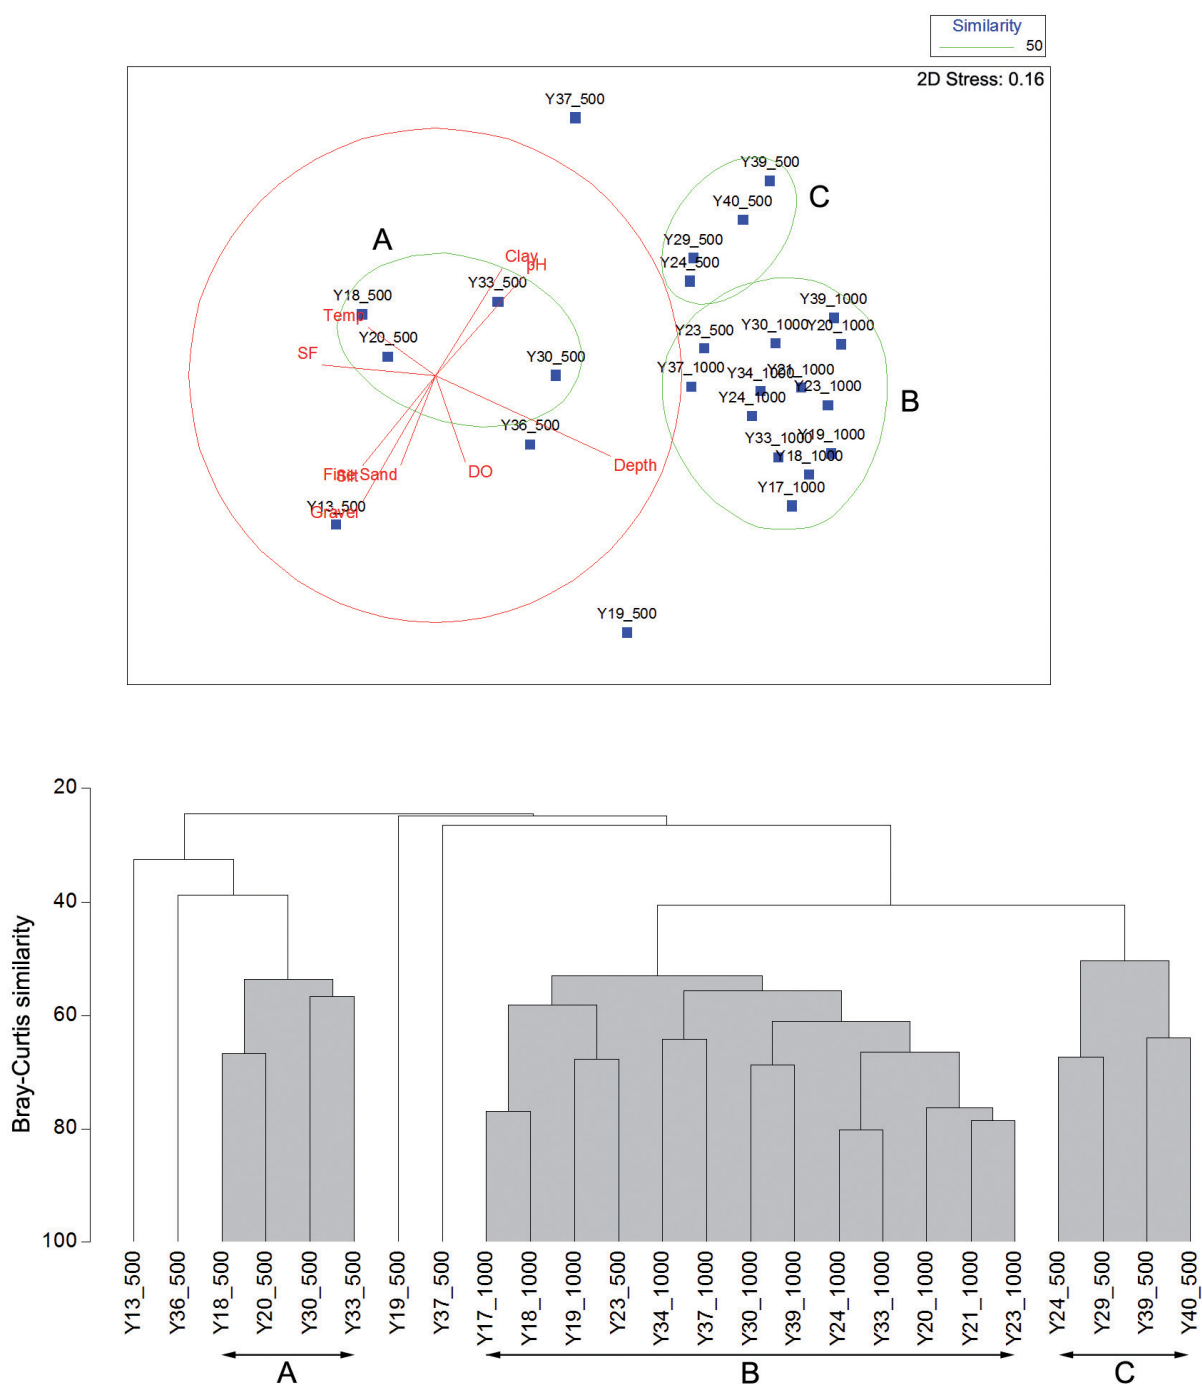 Similarity
50
2D Stress: 0.16
Y37_500
Y39_500
C
Y40_500
A
Y29_500
Clay
pH
Y24_500
Y33_500
Y18_500
Y39_1000
Temp
Y23_500
Y30_1000
Y20_1000
Y20_500
SF
Y30_500
Y37_1000
Y34_1000
Y21_1000
Y23_1000
B
Y24_1000
Y36_500
Y33_1000
Y19_1000
Y18_1000
Depth
DO
Fine Sand
Silt
Y17_1000
Y13_500
Gravel
Y19_500
20
40
60
80
100
Bray-Curtis similarity
Y13_500
Y36_500
Y18_500
Y20_500
Y30_500
Y33_500
Y19_500
Y37_500
Y17_1000
Y18_1000
Y19_1000
Y23_500
Y34_1000
Y37_1000
Y30_1000
Y39_1000
Y24_1000
Y33_1000
Y20_1000
Y21_1000
Y23_1000
Y24_500
Y29_500
Y39_500
Y40_500
A
B
C